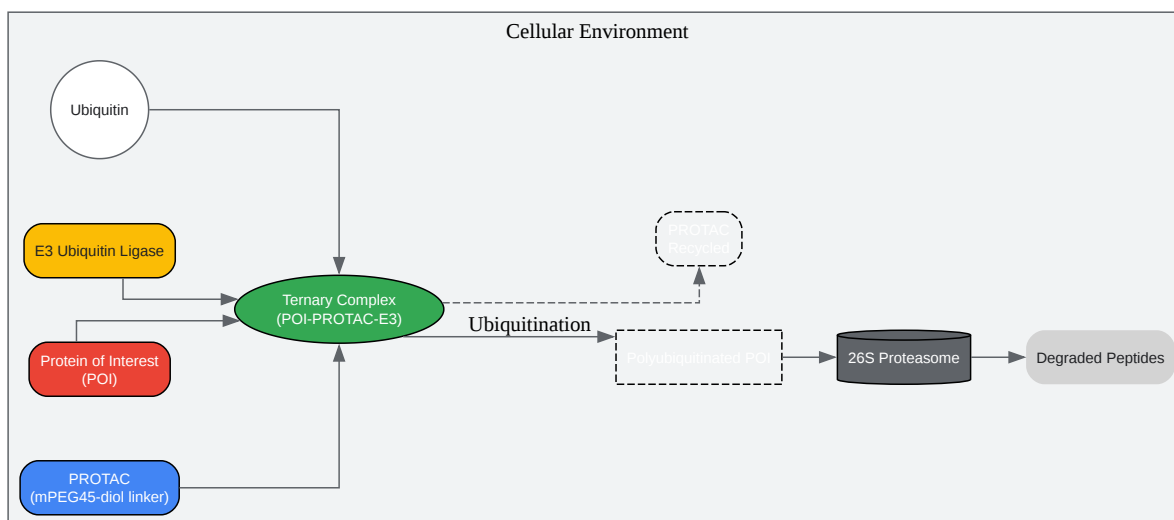 Cellular Environment
Ubiquitin
E3 Ubiquitin Ligase
Protein of Interest
(POI)
PROTAC
(mPEG45-diol linker)
Ternary Complex
(POI-PROTAC-E3)
PROTAC
Recycled
Ubiquitination
Polyubiquitinated POI
26S Proteasome
Degraded Peptides